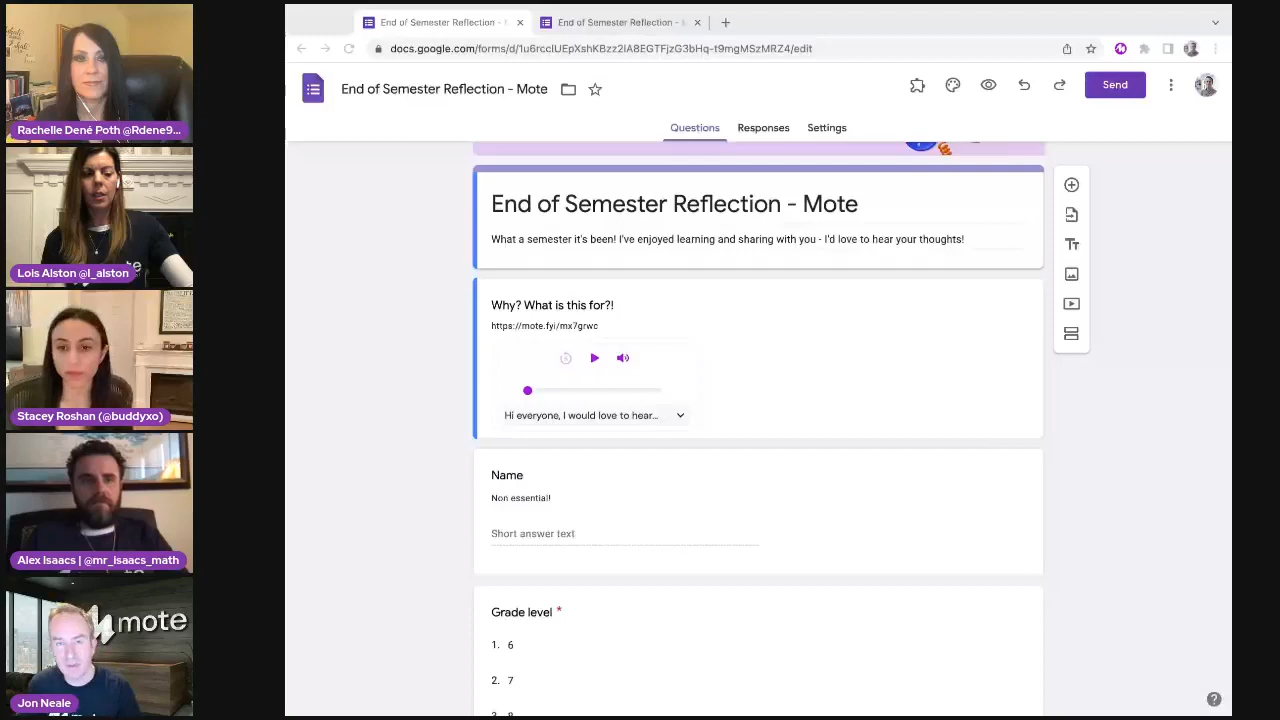 Rachelle Dené Poth @Rdene9...
Lois Alston @l_alston
Stacey Roshan (@buddyxo)
Alex Isaacs | @mr_isaacs_math
mote
Jon Neale
End of Semester Reflection -
End of Semester Reflection -
docs.google.com/forms/d/1u6rcclUEpXshKBzz2iA8EGTFjzG3bHq-t9mgMSzMRZ4/edit
End of Semester Reflection - Mote
Send
Questions Responses Settings
End of Semester Reflection - Mote
What a semester it's been! I've enjoyed learning and sharing with you - I'd love to hear your thoughts!
Why? What is this for?!
https://mote.fyi/mx7grwc
Hi everyone, I would love to hear...
Name
Non essential!
Short answer text
Grade level *
1. 6
2. 7
3. 8